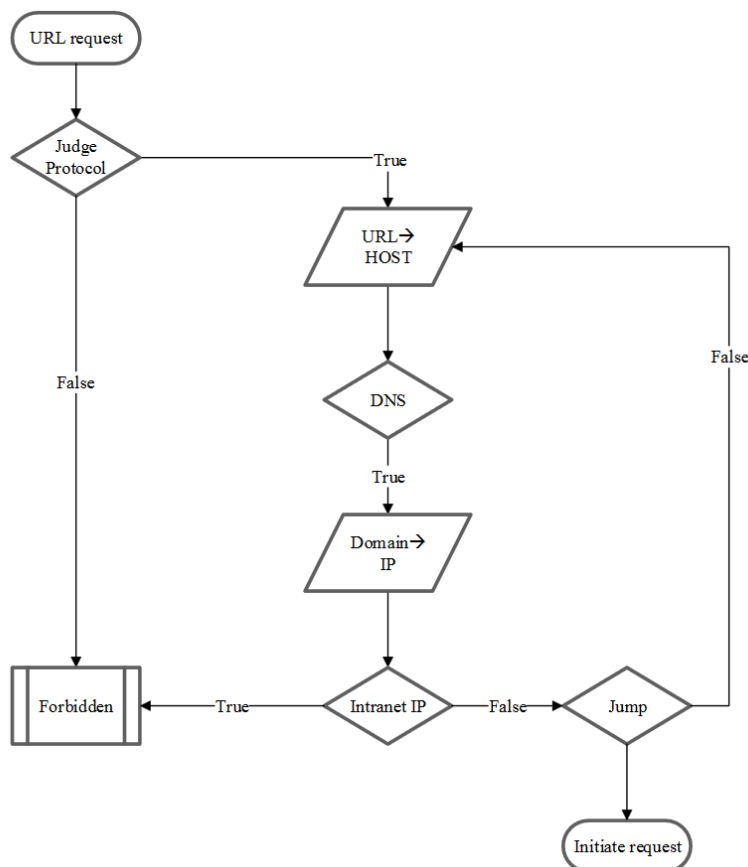 URL request
Judge
Protocol
True
URL→
HOST
False
False
DNS
True
Domain→
IP
Forbidden
True
Intranet IP
False
Jump
Initiate request